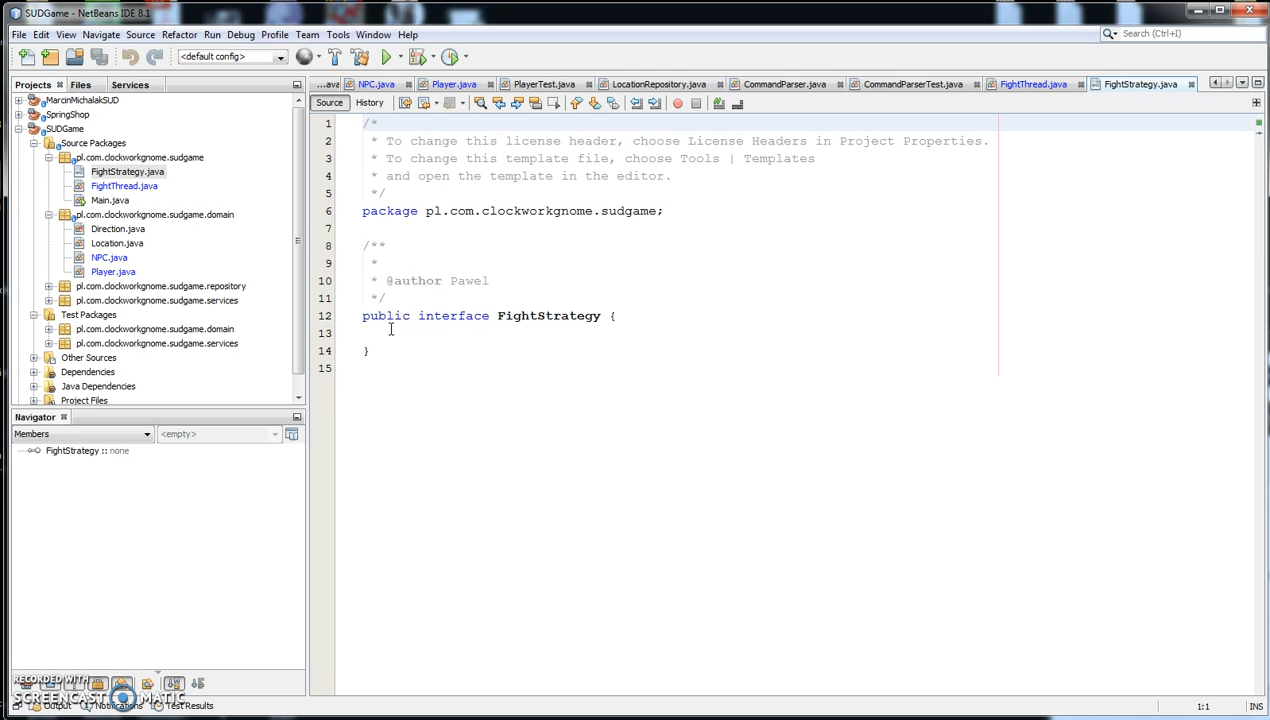 SUDGame - NetBeans IDE 8.1
File Edit View Navigate Source Refactor Run Debug Profile Team Tools Window Help
Search (Ctrl+I)
<default config>
Projects Files Services
...ava NPC.java Player.java PlayerTest.java LocationRepository.java CommandParser.java CommandParserTest.java FightThread.java FightStrategy.java
Source History
MarcinMichalakSUD
SpringShop
SUDGame
Source Packages
pl.com.clockworkgnome.sudgame
FightStrategy.java
FightThread.java
Main.java
pl.com.clockworkgnome.sudgame.domain
Direction.java
Location.java
NPC.java
Player.java
pl.com.clockworkgnome.sudgame.repository
pl.com.clockworkgnome.sudgame.services
Test Packages
pl.com.clockworkgnome.sudgame.domain
pl.com.clockworkgnome.sudgame.services
Other Sources
Dependencies
Java Dependencies
Project Files
1 /*
2 * To change this license header, choose License Headers in Project Properties.
3 * To change this template file, choose Tools | Templates
4 * and open the template in the editor.
5 */
6 package pl.com.clockworkgnome.sudgame;
7
8 /**
9 *
10 * @author Pawel
11 */
12 public interface FightStrategy {
13
14 }
15
Navigator
Members <empty>
FightStrategy :: none
RECORDED WITH
SCREENCAST MATIC
Output Notifications Test Results
1:1 INS